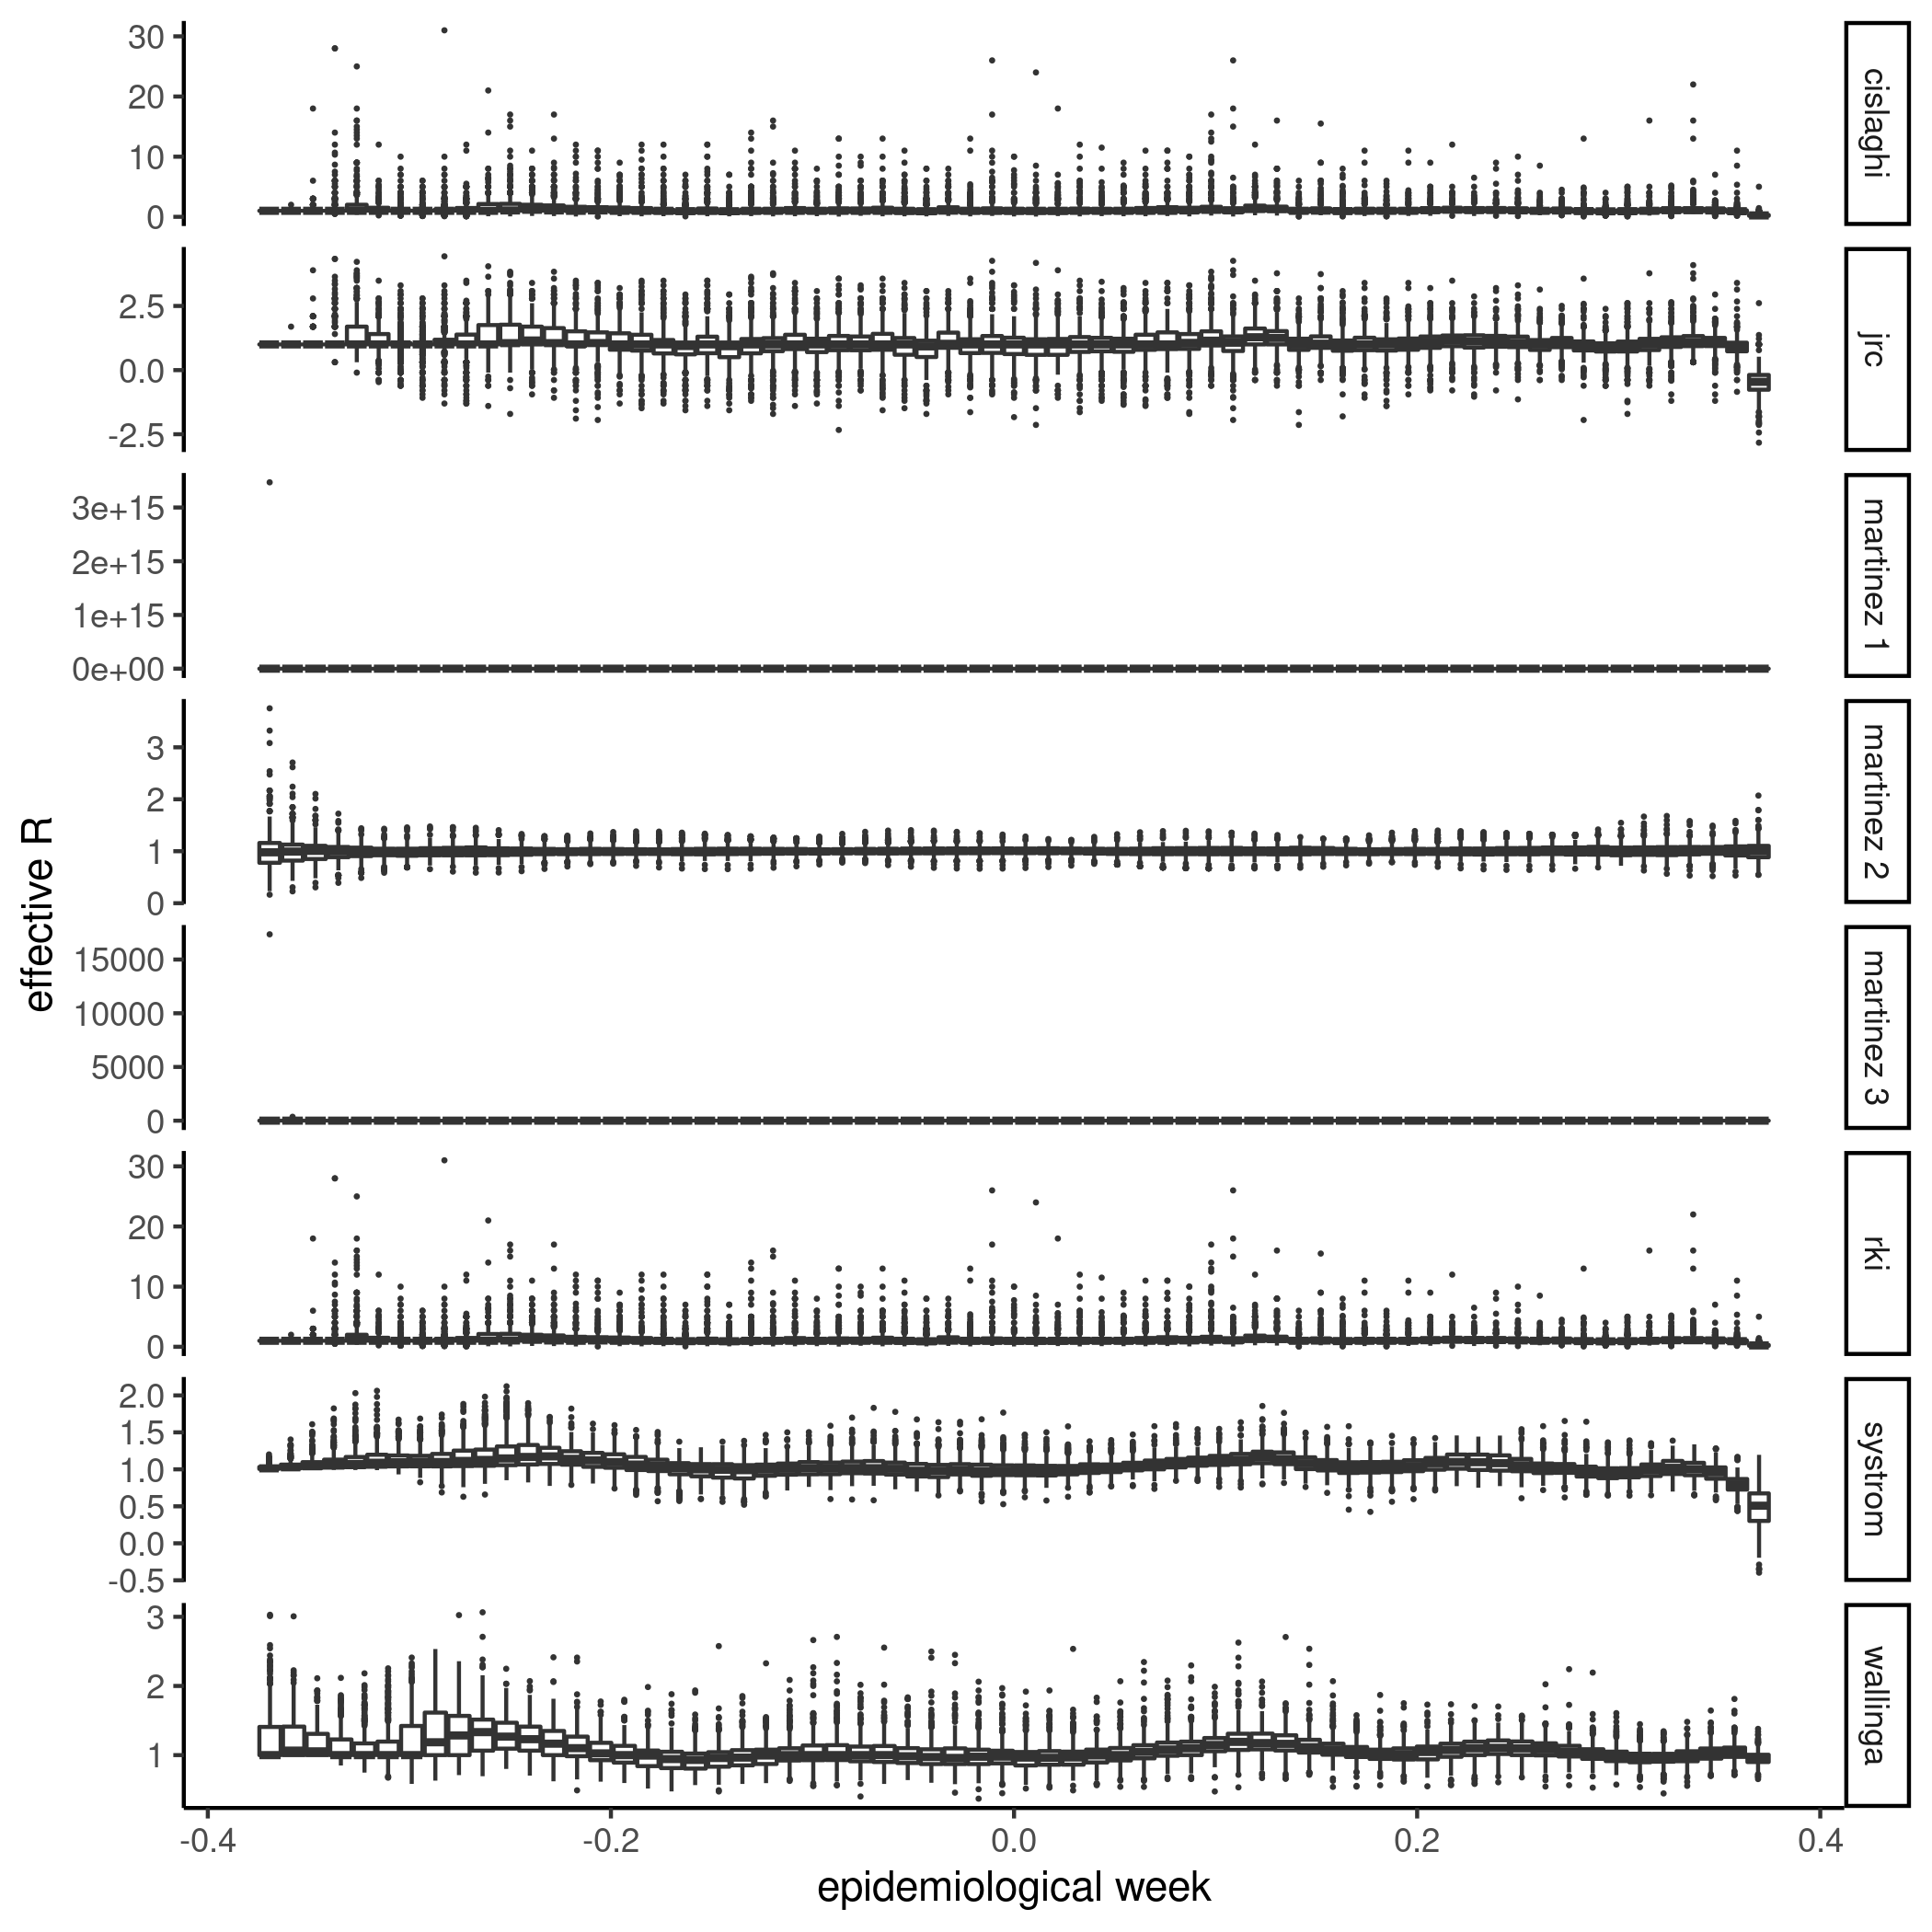 effective R
30
20
10
0
cislaghi
2.5
0.0
-2.5
jrc
3e+15
2e+15
1e+15
0e+00
martinez 1
3
2
1
0
martinez 2
15000
10000
5000
0
martinez 3
30
20
10
0
rki
2.0
1.5
1.0
0.5
0.0
-0.5
systrom
3
2
1
wallinga
-0.4 -0.2 0.0 0.2 0.4
epidemiological week